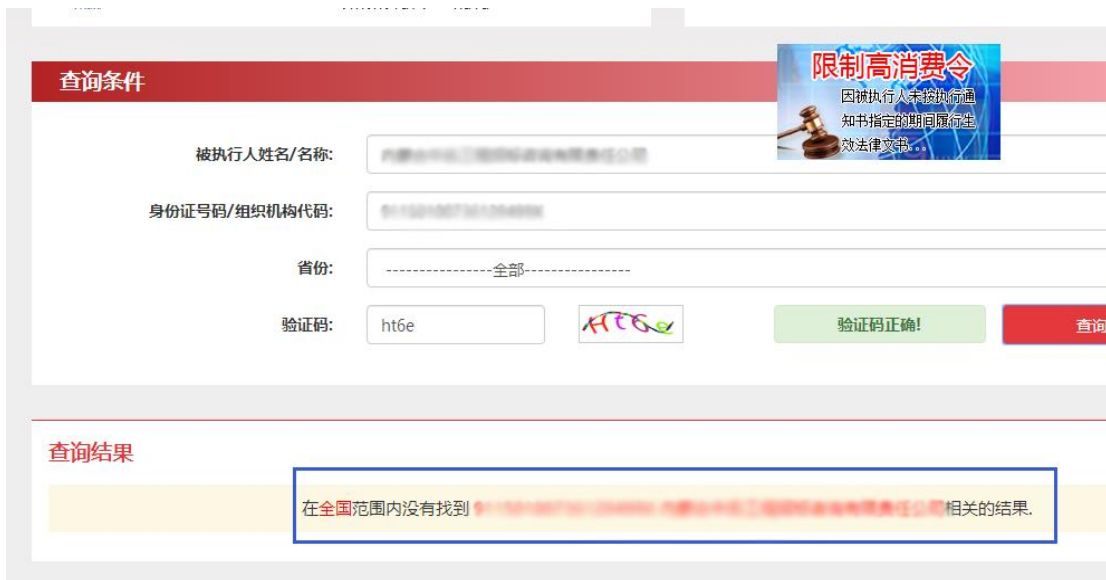 查询条件
限制高消费令
因被执行人未按执行通
知书指定的期间履行生
效法律文书...
被执行人姓名/名称:
身份证号码/组织机构代码:
省份:
----------------全部----------------
验证码:
ht6e
HT6e
验证码正确!
查询
查询结果
在全国范围内没有找到
相关的结果.